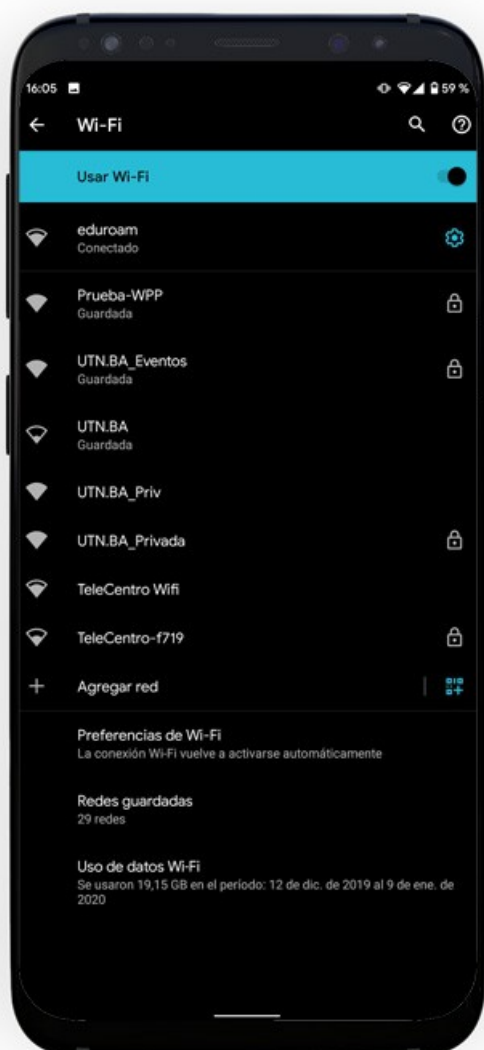 16:05
59 %
Wi-Fi
Usar Wi-Fi
eduroam
Conectado
Prueba-WPP
Guardada
UTN.BA_Eventos
Guardada
UTN.BA
Guardada
UTN.BA_Priv
UTN.BA_Privada
TeleCentro Wifi
TeleCentro-f719
Agregar red
Preferencias de Wi-Fi
La conexión Wi-Fi vuelve a activarse automáticamente
Redes guardadas
29 redes
Uso de datos Wi-Fi
Se usaron 19,15 GB en el período: 12 de dic. de 2019 al 9 de ene. de
2020